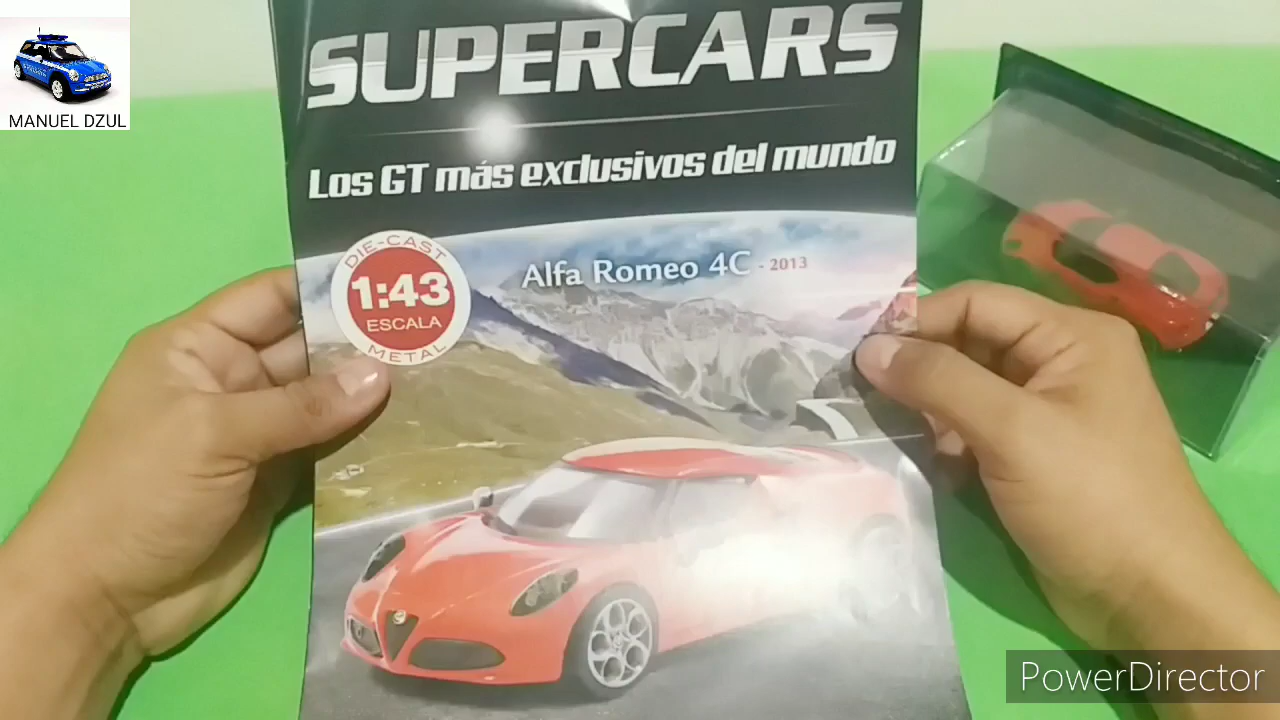 MANUEL DZUL
SUPERCARS
Los GT más exclusivos del mundo
DIE-CAST
1:43
ESCALA
METAL
Alfa Romeo 4C - 2013
PowerDirector